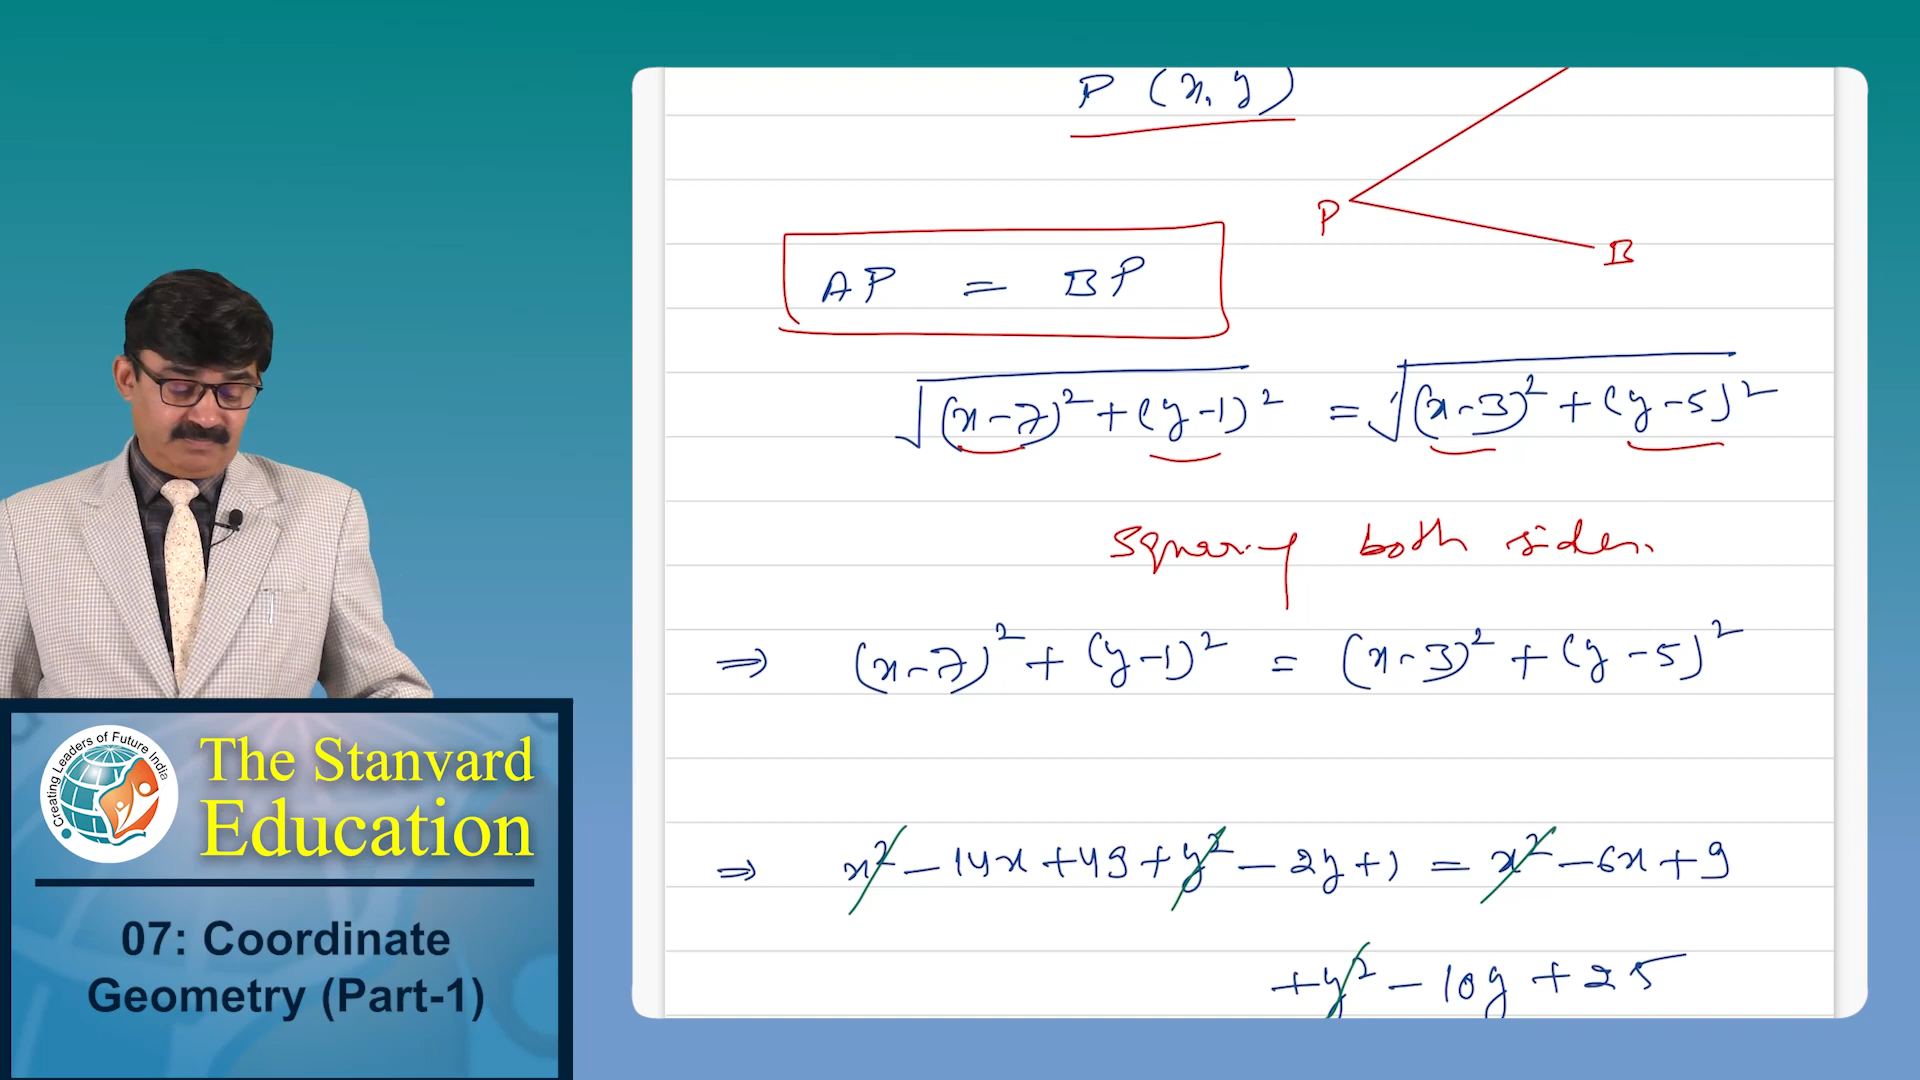 P (x, y)
P
B
AP = BP
√(x-7)² + (y-1)² = √(x-3)² + (y-5)²
Squaring both sides.
⇒ (x-7)² + (y-1)² = (x-3)² + (y-5)²
⇒ x² - 14x + 49 + y² - 2y + 1 = x² - 6x + 9
+ y² - 10y + 25
Creating Leaders of Future India
The Stanvard
Education
07: Coordinate
Geometry (Part-1)